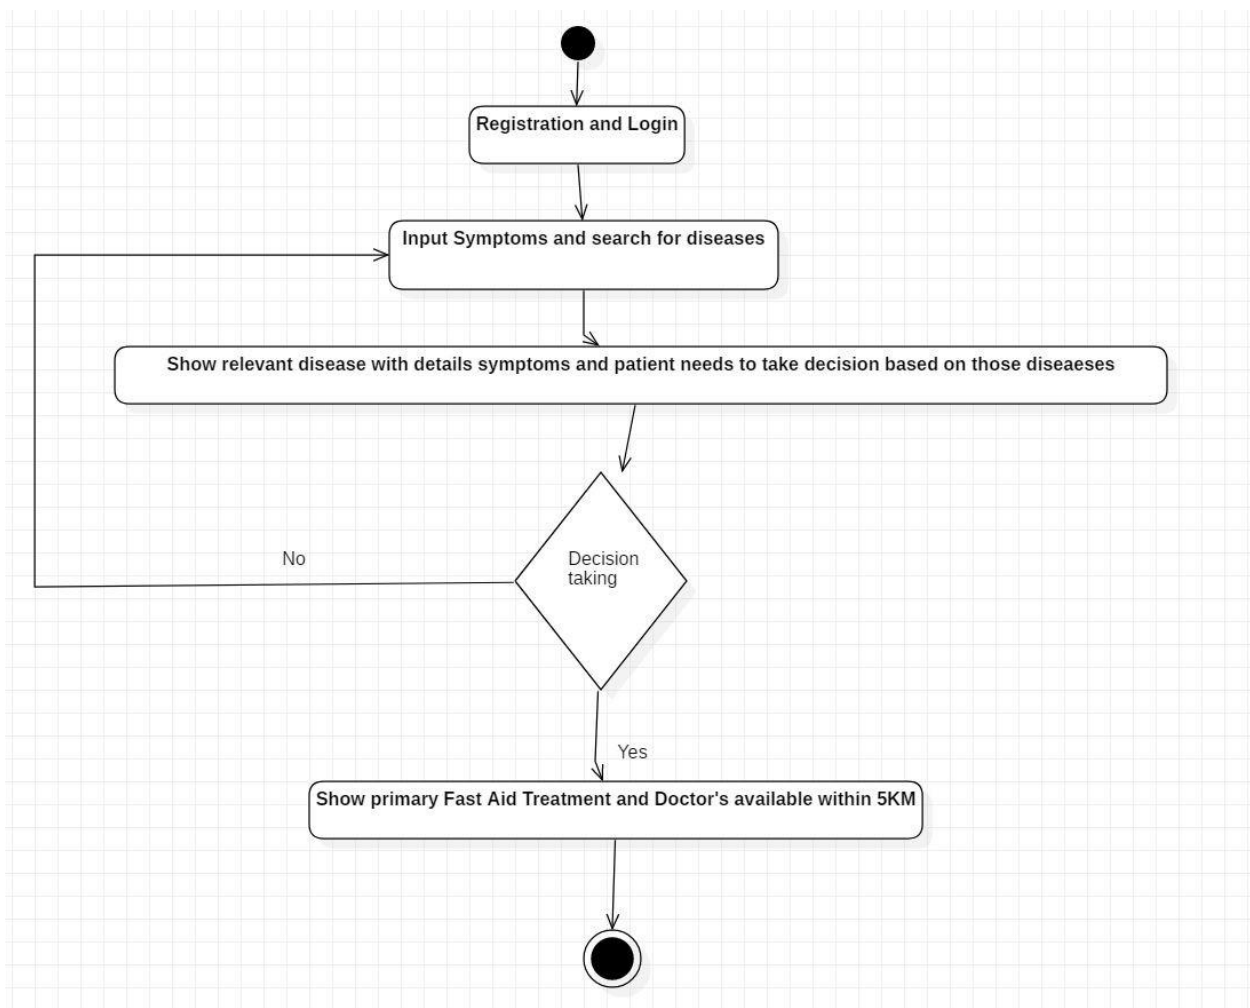 Registration and Login
Input Symptoms and search for diseases
Show relevant disease with details symptoms and patient needs to take decision based on those diseaeses
Decision
taking
No
Yes
Show primary Fast Aid Treatment and Doctor's available within 5KM